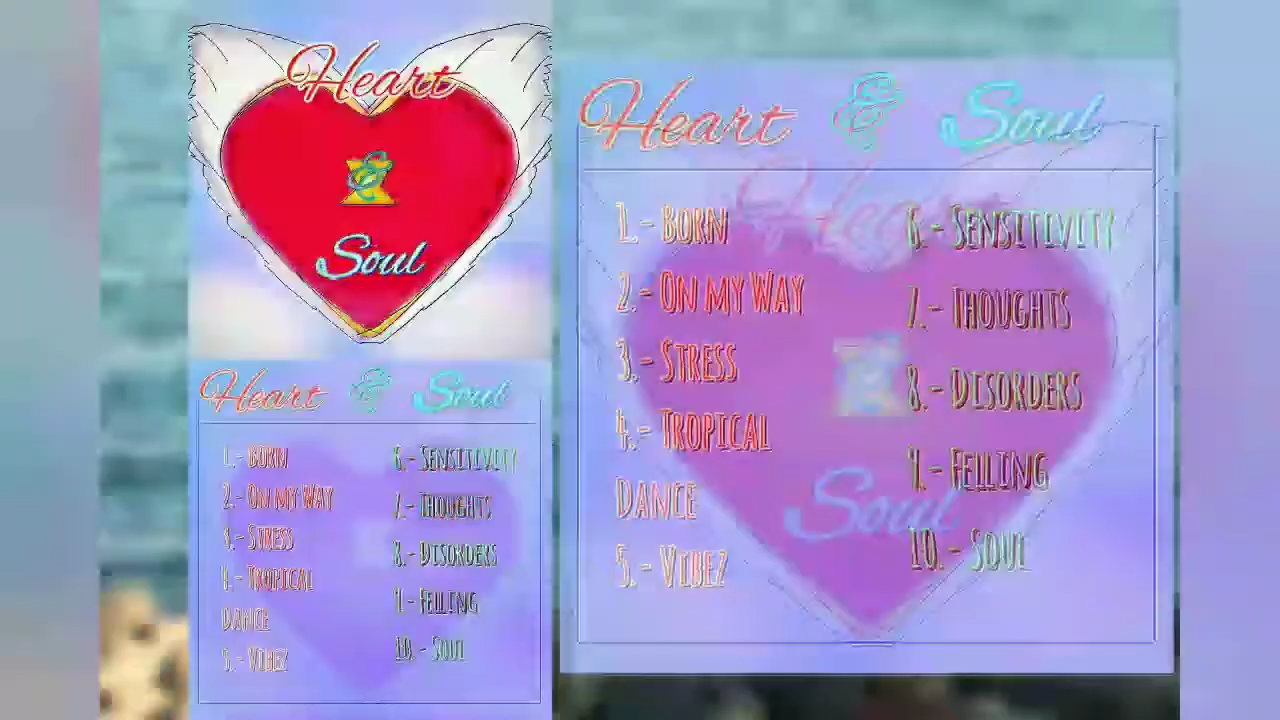 Heart
&
Soul
Heart & Soul
1.- BORN
2.- ON MY WAY
3.- STRESS
4.- TROPICAL
DANCE
5.- VIBEZ
6.- SENSITIVITY
7.- THOUGHTS
8.- DISORDERS
9.- FELLING
10.- SOUL
Heart & Soul
Heart
1.- BORN
2.- ON MY WAY
3.- STRESS
4.- TROPICAL
DANCE
5.- VIBEZ
6.- SENSITIVITY
7.- THOUGHTS
8.- DISORDERS
9.- FELLING
Soul
10. - SOUL